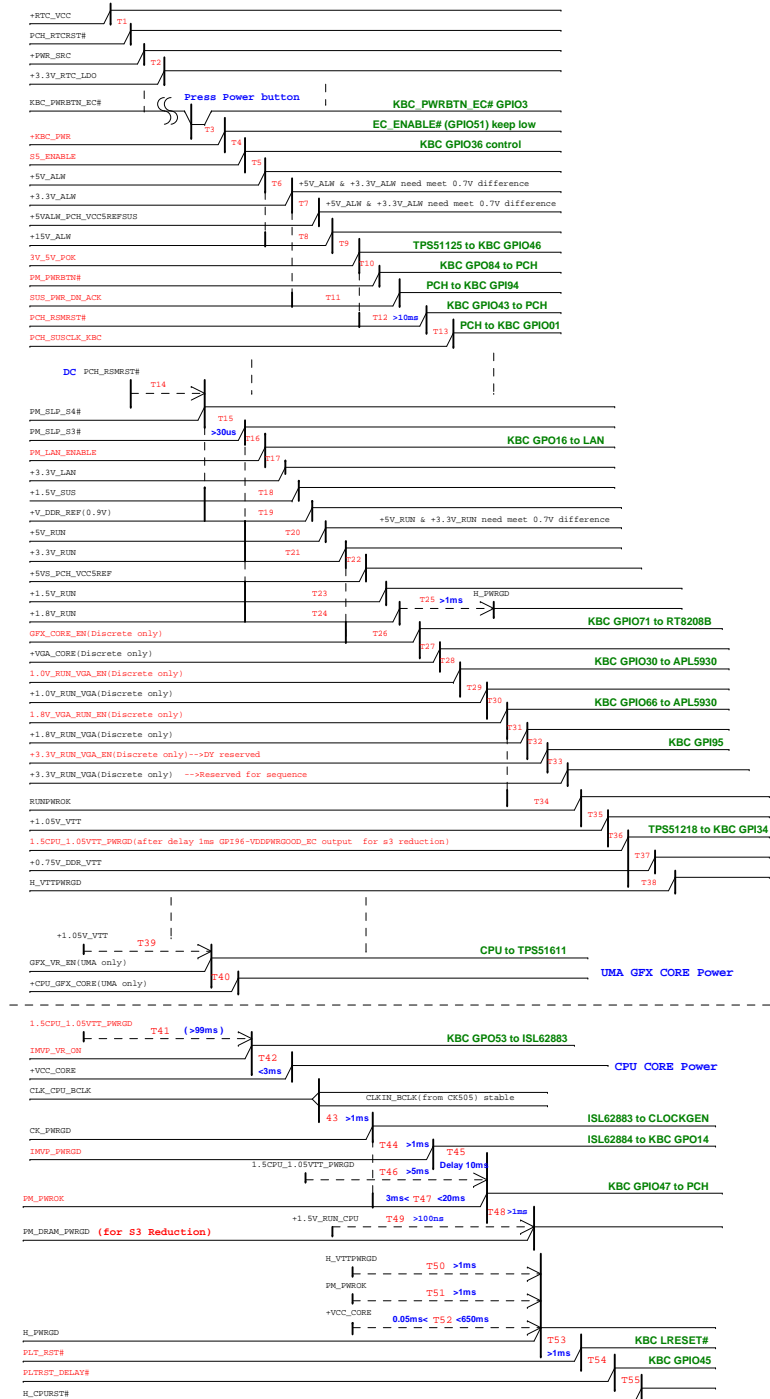 +RTC_VCC
T1
PCH_RTCRST#
+PWR_SRC
T2
+3.3V_RTC_LDO
Press Power button
KBC_PWRBTN_EC#
KBC_PWRBTN_EC# GPIO3
T3
EC_ENABLE# (GPIO51) keep low
+KBC_PWR
T4
KBC GPIO36 control
S5_ENABLE
T5
+5V_ALW
T6
+5V_ALW & +3.3V_ALW need meet 0.7V difference
+3.3V_ALW
T7
+5V_ALW & +3.3V_ALW need meet 0.7V difference
+5VALW_PCH_VCC5REFSUS
+15V_ALW
T8
T9
TPS51125 to KBC GPIO46
3V_5V_POK
T10
KBC GPO84 to PCH
PM_PWRBTN#
PCH to KBC GPI94
SUS_PWR_DN_ACK
T11
KBC GPIO43 to PCH
PCH_RSMRST#
T12 >10ms
T13
PCH to KBC GPIO01
PCH_SUSCLK_KBC
DC PCH_RSMRST#
T14
PM_SLP_S4#
T15
PM_SLP_S3#
>30us
T16
KBC GPO16 to LAN
PM_LAN_ENABLE
T17
+3.3V_LAN
+1.5V_SUS
T18
+V_DDR_REF(0.9V)
T19
+5V_RUN & +3.3V_RUN need meet 0.7V difference
+5V_RUN
T20
+3.3V_RUN
T21
T22
+5VS_PCH_VCC5REF
+1.5V_RUN
T23
T25 >1ms
H_PWRGD
+1.8V_RUN
T24
KBC GPIO71 to RT8208B
GFX_CORE_EN(Discrete only)
T26
+VGA_CORE(Discrete only)
T27
T28
KBC GPIO30 to APL5930
1.0V_RUN_VGA_EN(Discrete only)
+1.0V_RUN_VGA(Discrete only)
T29
T30
KBC GPIO66 to APL5930
1.8V_VGA_RUN_EN(Discrete only)
+1.8V_RUN_VGA(Discrete only)
T31
T32
KBC GPI95
+3.3V_RUN_VGA_EN(Discrete only)-->DY reserved
T33
+3.3V_RUN_VGA(Discrete only) -->Reserved for sequence
RUNPWROK
T34
T35
+1.05V_VTT
TPS51218 to KBC GPI34
1.5CPU_1.05VTT_PWRGD(after delay 1ms GPI96-VDDPWRGOOD_EC output for s3 reduction)
T36
+0.75V_DDR_VTT
T37
H_VTTPWRGD
T38
+1.05V_VTT
T39
CPU to TPS51611
GFX_VR_EN(UMA only)
T40
UMA GFX CORE Power
+CPU_GFX_CORE(UMA only)
1.5CPU_1.05VTT_PWRGD
T41 (>99ms)
KBC GPO53 to ISL62883
IMVP_VR_ON
T42
+VCC_CORE
<3ms
CPU CORE Power
CLK_CPU_BCLK
CLKIN_BCLK(from CK505) stable
43 >1ms
ISL62883 to CLOCKGEN
CK_PWRGD
T44 >1ms
ISL62884 to KBC GPO14
IMVP_PWRGD
T45
1.5CPU_1.05VTT_PWRGD
Delay 10ms
T46 >5ms
KBC GPIO47 to PCH
PM_PWROK
3ms< T47 <20ms
T48 >1ms
+1.5V_RUN_CPU
T49 >100ns
PM_DRAM_PWRGD (for S3 Reduction)
H_VTTPWRGD
T50 >1ms
PM_PWROK
T51 >1ms
+VCC_CORE
0.05ms< T52 <650ms
H_PWRGD
T53
KBC LRESET#
PLT_RST#
>1ms
T54
KBC GPIO45
PLTRST_DELAY#
T55
H_CPURST#